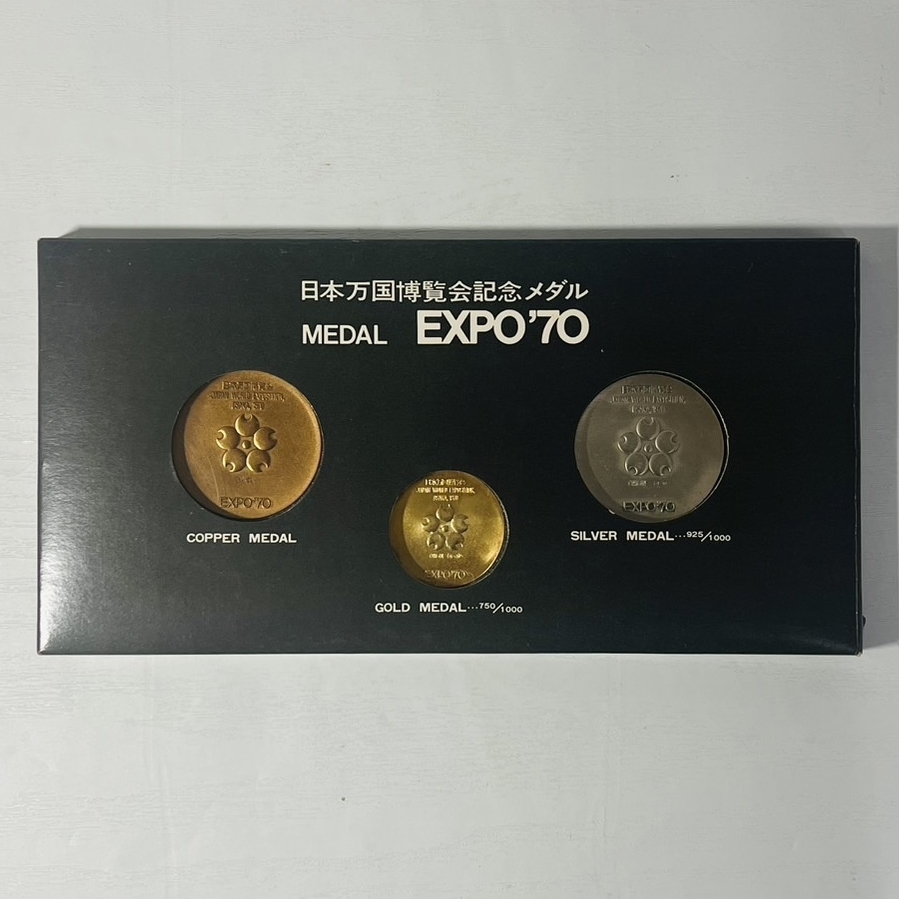 日本万国博覧会記念メダル
MEDAL EXPO'70
EXPO'70
COPPER MEDAL
EXPO'70
GOLD MEDAL...750/1000
EXPO'70
SILVER MEDAL...925/1000